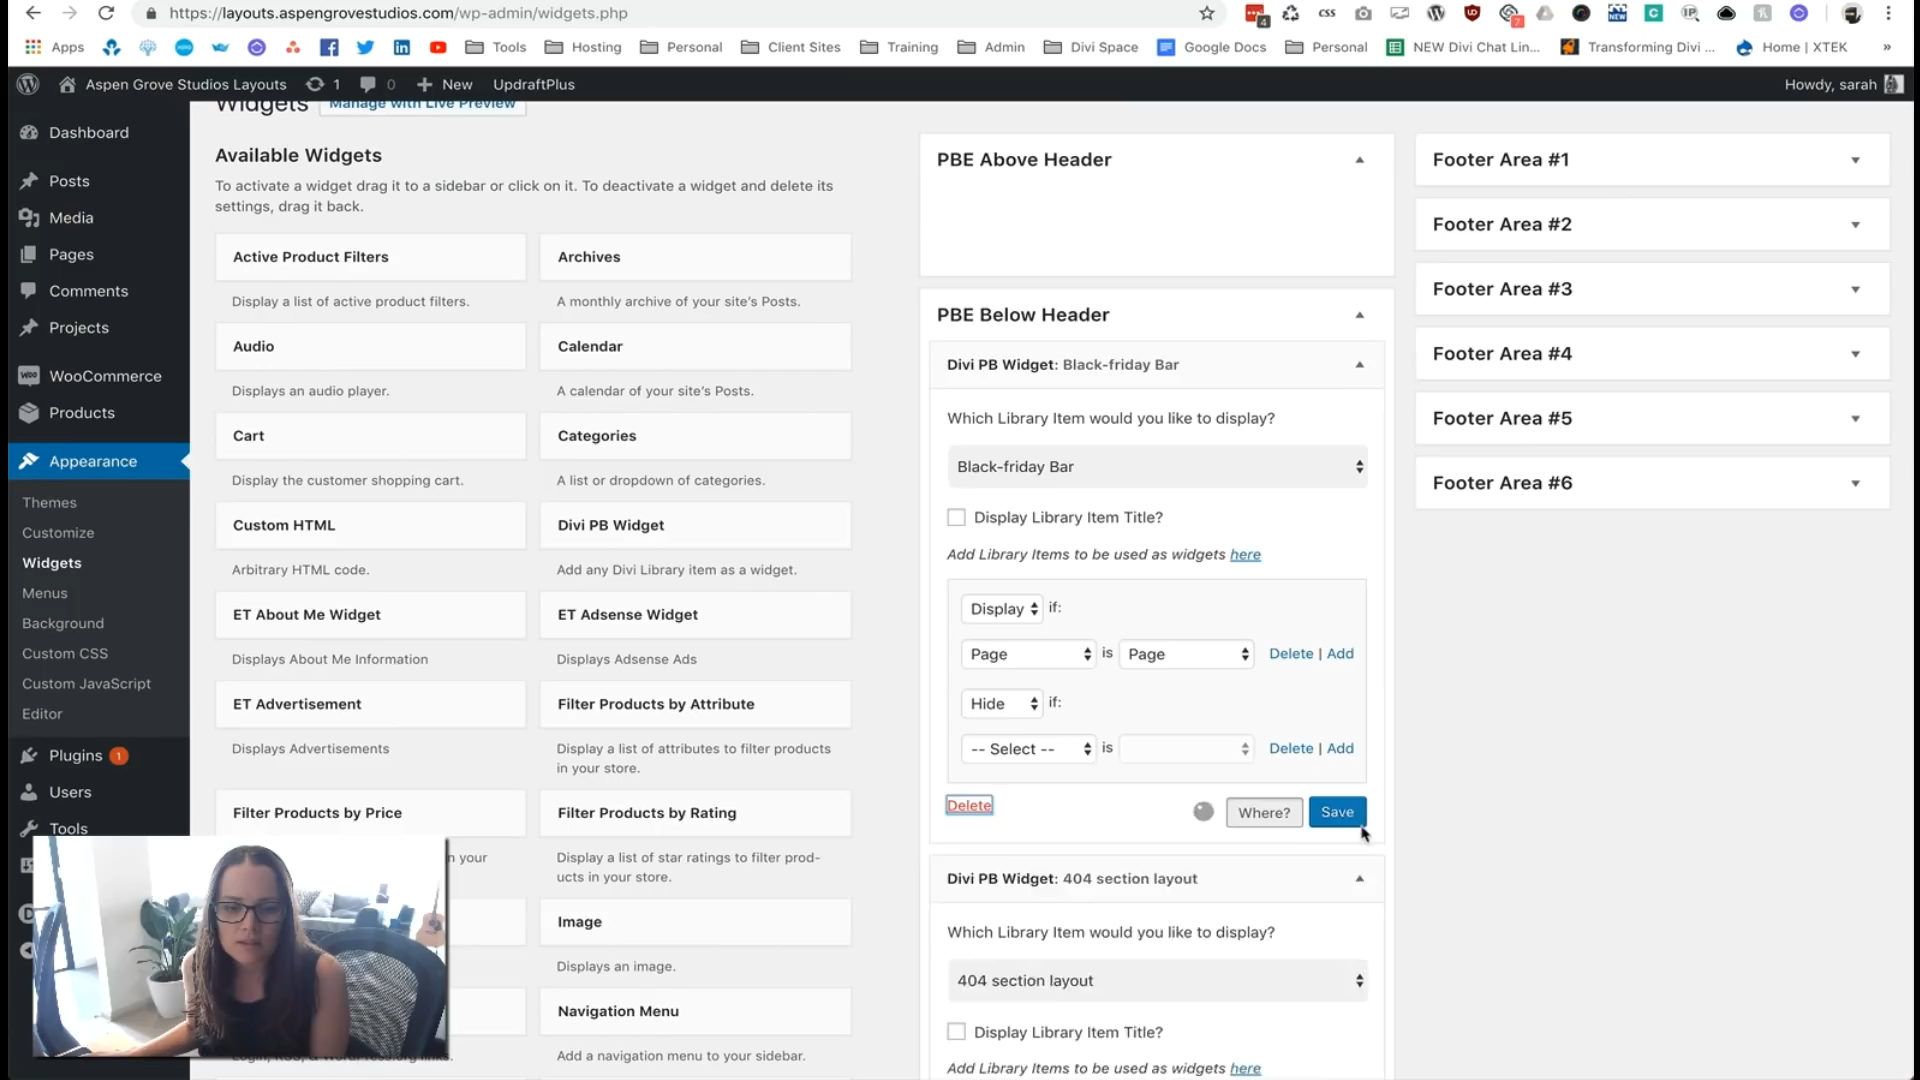 https://layouts.aspengrovestudios.com/wp-admin/widgets.php
4
CSS
7
NEW
Apps
Tools
Hosting
Personal
Client Sites
Training
Admin
Divi Space
Google Docs
Personal
NEW Divi Chat Lin...
Transforming Divi ...
Home | XTEK
»
Aspen Grove Studios Layouts
1
0
New
UpdraftPlus
Howdy, sarah
Dashboard
Posts
Media
Pages
Comments
Projects
WooCommerce
Products
Appearance
Themes
Customize
Widgets
Menus
Background
Custom CSS
Custom JavaScript
Editor
Plugins 1
Users
Tools
Widgets
Manage with Live Preview
Available Widgets
To activate a widget drag it to a sidebar or click on it. To deactivate a widget and delete its
settings, drag it back.
Active Product Filters
Display a list of active product filters.
Archives
A monthly archive of your site's Posts.
Audio
Displays an audio player.
Calendar
A calendar of your site's Posts.
Cart
Display the customer shopping cart.
Categories
A list or dropdown of categories.
Custom HTML
Arbitrary HTML code.
Divi PB Widget
Add any Divi Library item as a widget.
ET About Me Widget
Displays About Me Information
ET Adsense Widget
Displays Adsense Ads
ET Advertisement
Displays Advertisements
Filter Products by Attribute
Display a list of attributes to filter products
in your store.
Filter Products by Price
n your
Filter Products by Rating
Display a list of star ratings to filter prod-
ucts in your store.
Image
Displays an image.
Navigation Menu
Add a navigation menu to your sidebar.
PBE Above Header
PBE Below Header
Divi PB Widget: Black-friday Bar
Which Library Item would you like to display?
Black-friday Bar
Display Library Item Title?
Add Library Items to be used as widgets here
Display if:
Page is Page Delete | Add
Hide if:
-- Select -- is Delete | Add
Delete
Where?
Save
Divi PB Widget: 404 section layout
Which Library Item would you like to display?
404 section layout
Display Library Item Title?
Add Library Items to be used as widgets here
Footer Area #1
Footer Area #2
Footer Area #3
Footer Area #4
Footer Area #5
Footer Area #6